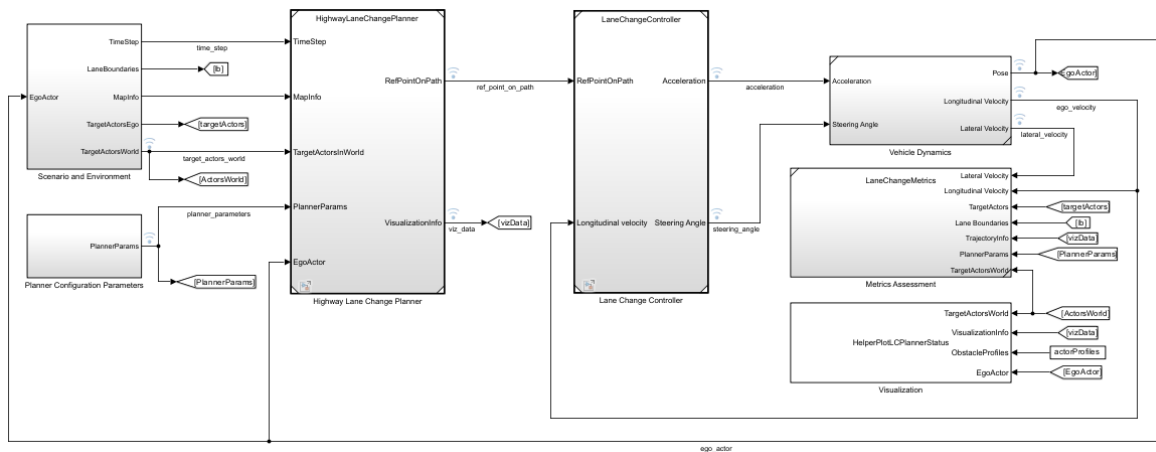 HighwayLaneChangePlanner
LaneChangeController
TimeStep
time_step
TimeStep
LaneBoundaries
[lb]
RefPointOnPath
ref_point_on_path
RefPointOnPath
Acceleration
acceleration
Acceleration
Pose
EgoActor]
EgoActor
MapInfo
MapInfo
Longitudinal Velocity
ego_velocity
TargetActorsEgo
[targetActors]
Steering Angle
Lateral Velocity
lateral_velocity
TargetActorsWorld
target_actors_world
TargetActorsInWorld
Vehicle Dynamics
Scenario and Environment
[ActorsWorld]
LaneChangeMetrics
Lateral Velocity
Longitudinal Velocity
TargetActors
[targetActors]
Lane Boundaries
[lb]
TrajectoryInfo
[vizData]
PlannerParams
[PlannerParams]
TargetActorsWorld
Metrics Assessment
planner_parameters
PlannerParams
VisualizationInfo
viz_data
[vizData]
Longitudinal velocity
Steering Angle
steering_angle
PlannerParams
[PlannerParams]
Planner Configuration Parameters
EgoActor
Highway Lane Change Planner
Lane Change Controller
TargetActorsWorld
[ActorsWorld]
VisualizationInfo
[vizData]
HelperPlotLCPlannerStatus
ObstacleProfiles
actorProfiles
EgoActor
[EgoActor]
Visualization
ego_actor